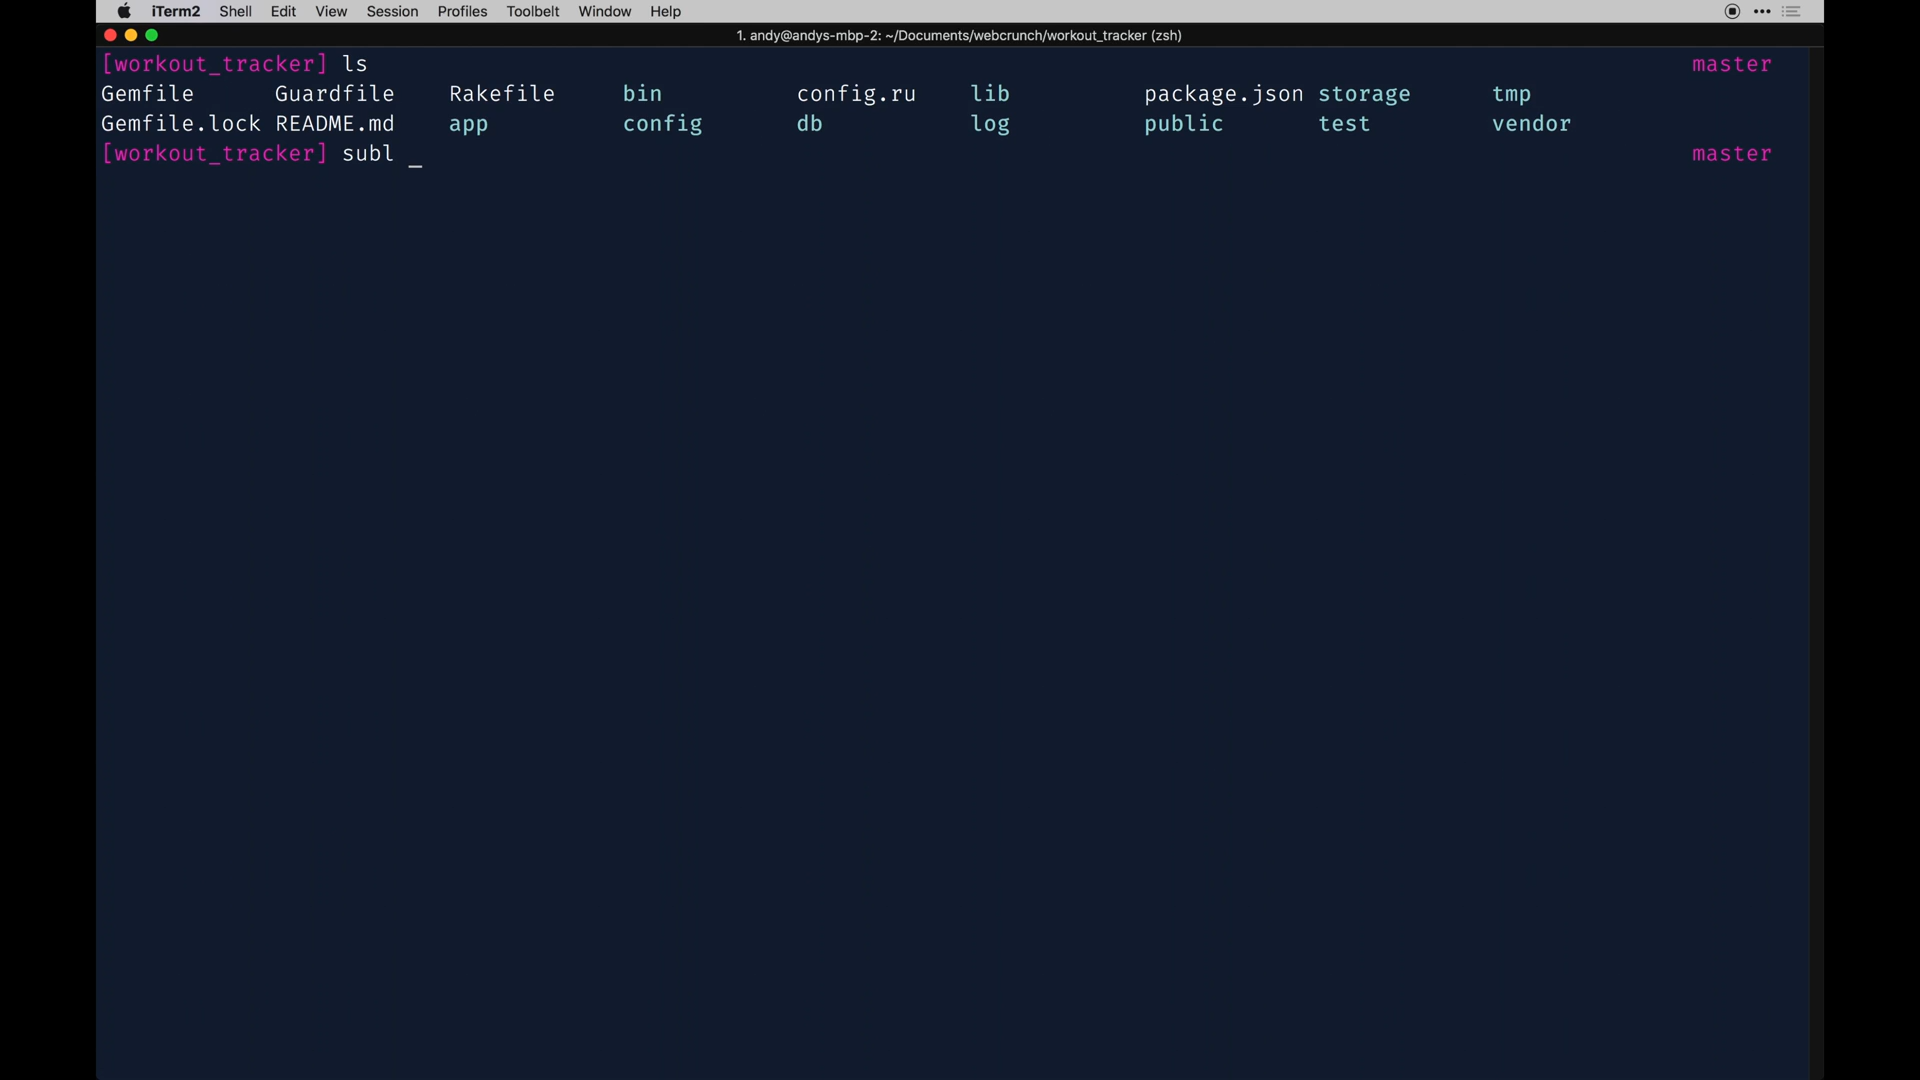 iTerm2 Shell Edit View Session Profiles Toolbelt Window Help
1. andy@andys-mbp-2: ~/Documents/webcrunch/workout_tracker (zsh)
[workout_tracker] ls master
Gemfile Guardfile Rakefile bin config.ru lib package.json storage tmp
Gemfile.lock README.md app config db log public test vendor
[workout_tracker] subl _ master